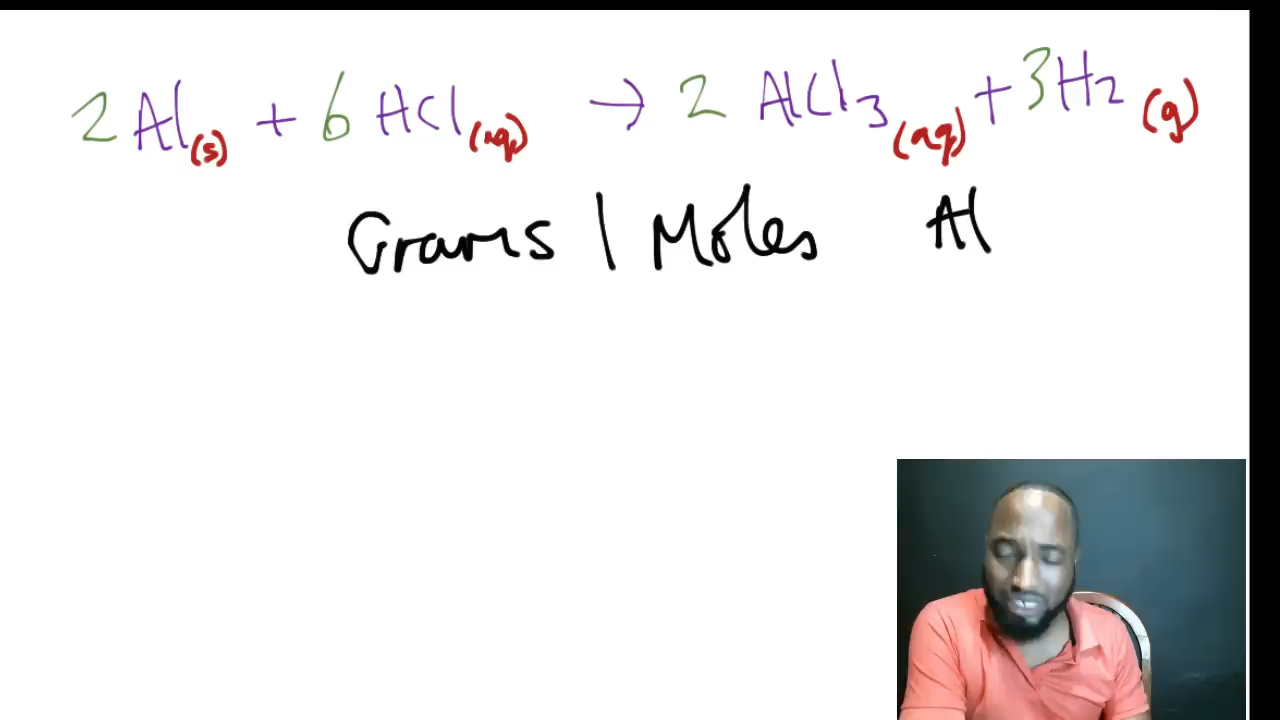 2 Al(s) + 6 HCl(aq) → 2 AlCl3(aq) + 3H2(g)
Grams | Moles Al